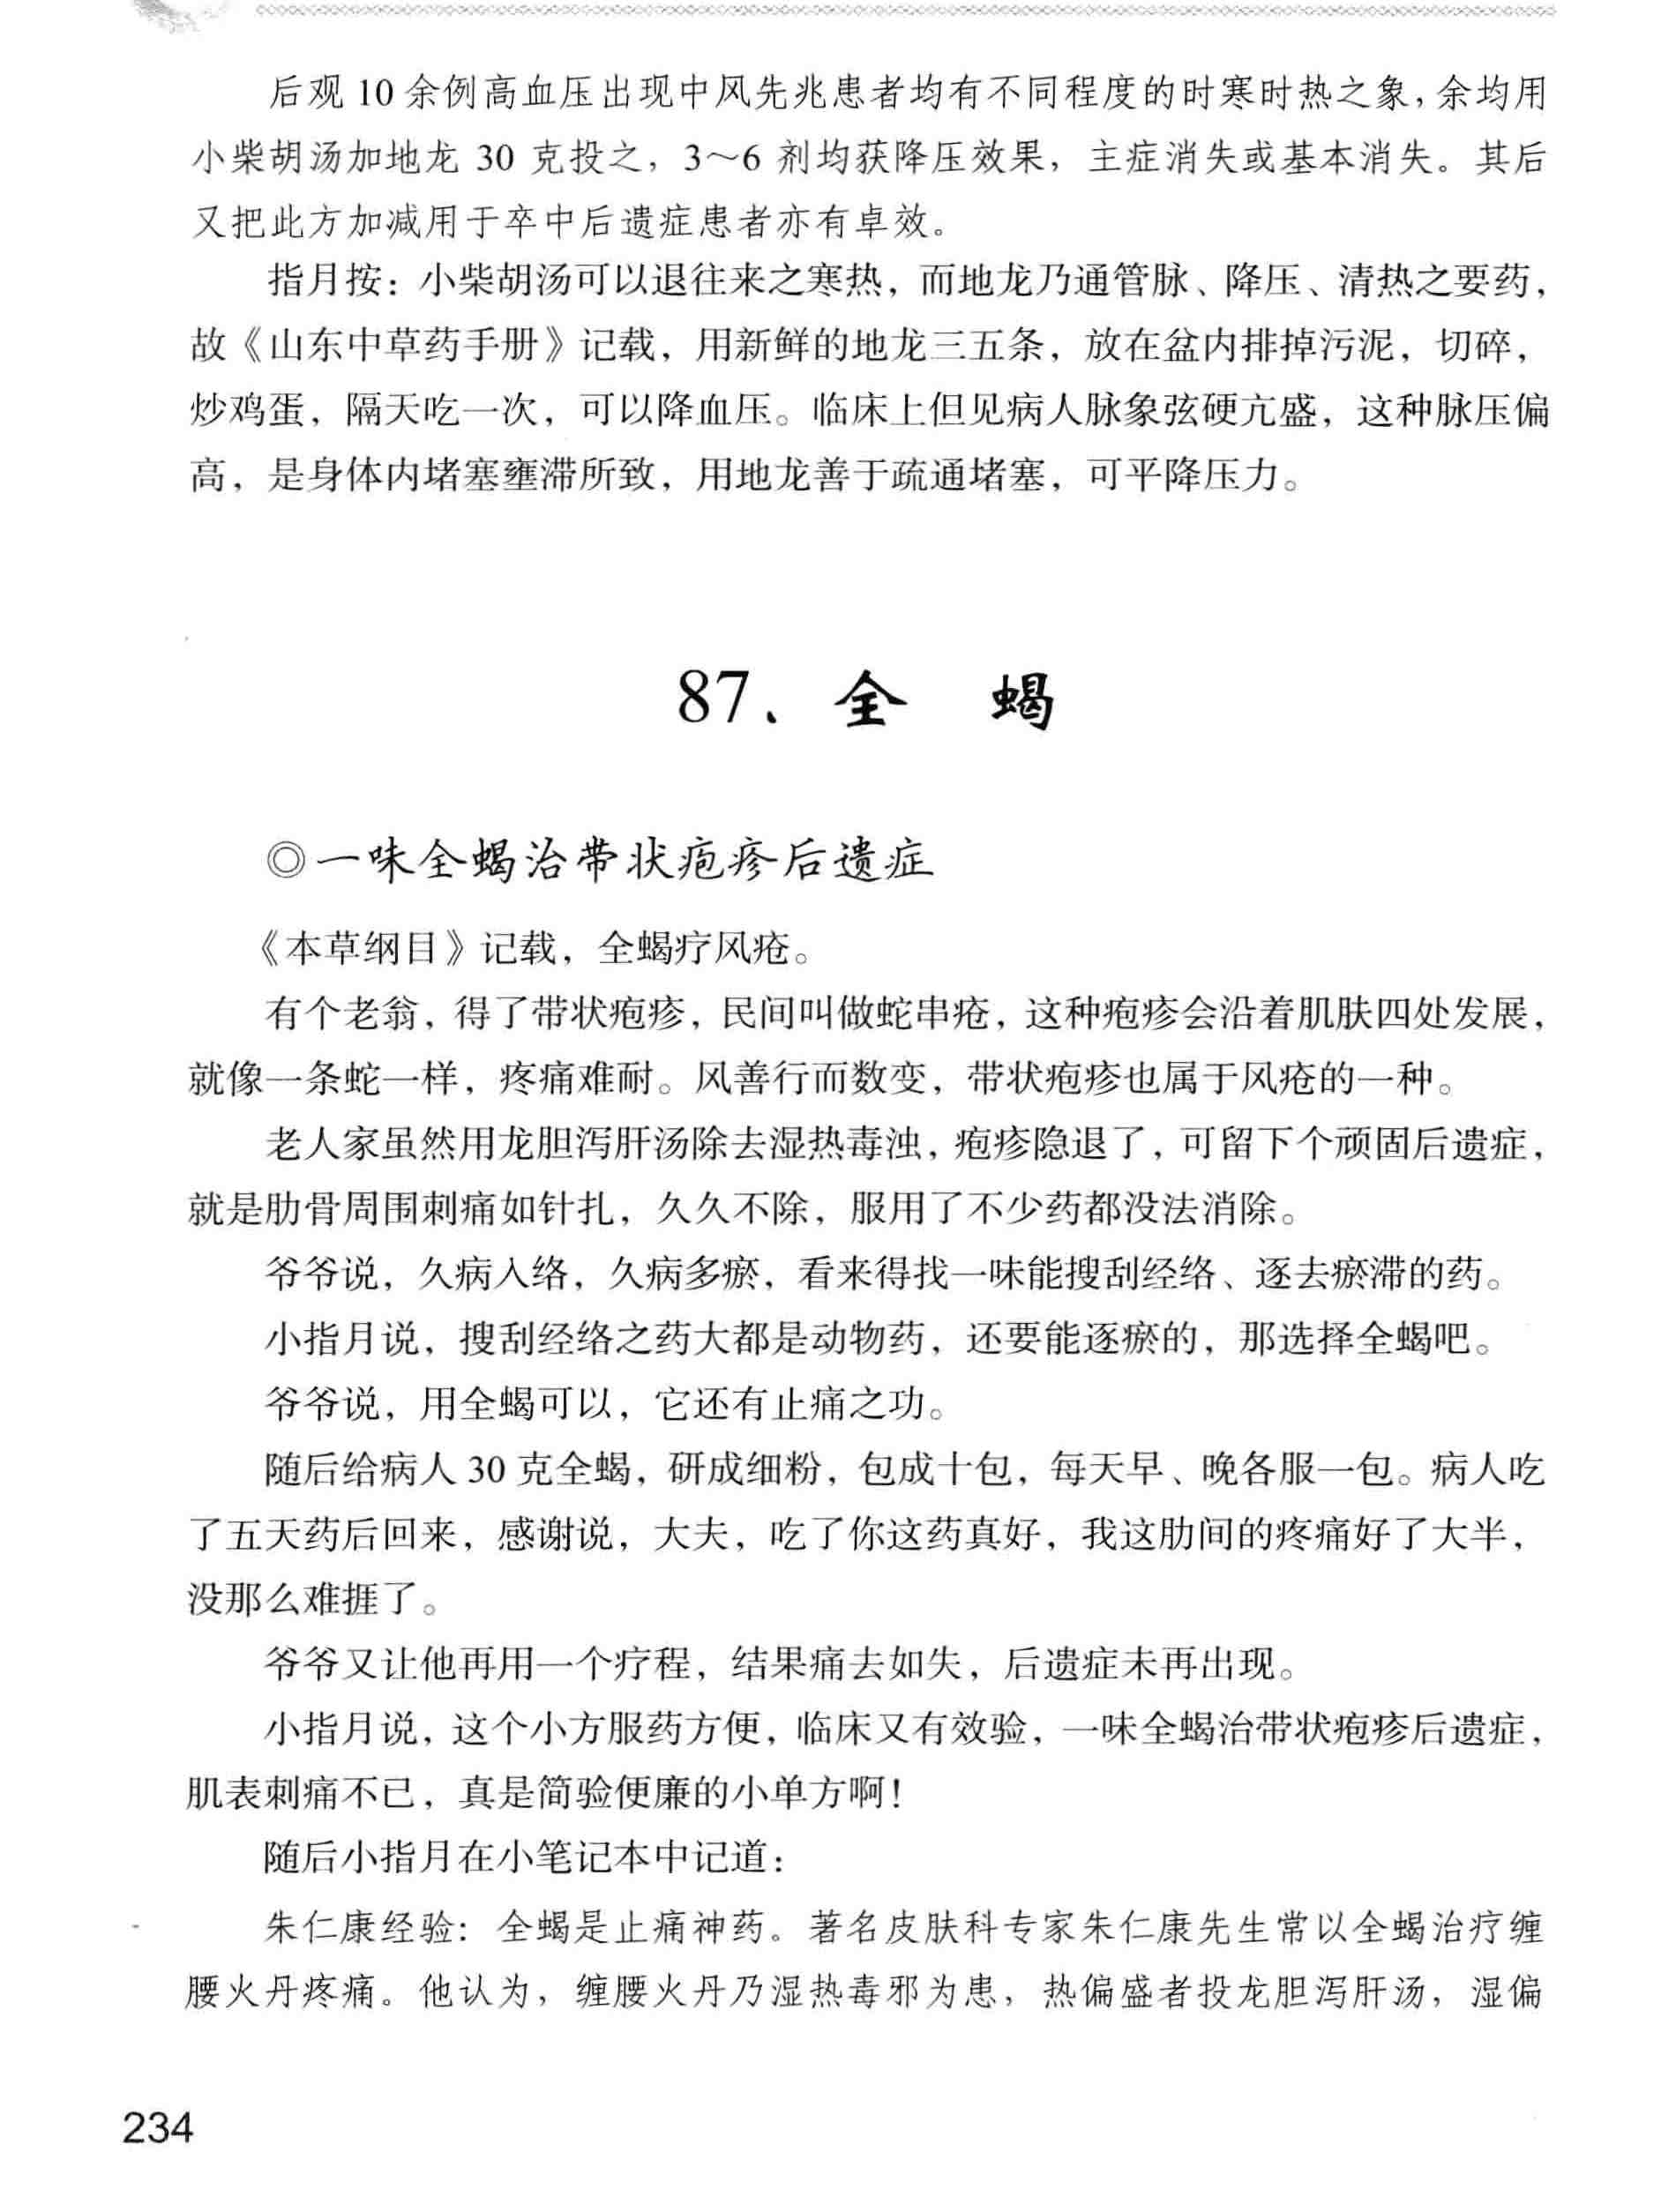 后观 10 余例高血压出现中风先兆患者均有不同程度的时寒时热之象，余均用
小柴胡汤加地龙 30 克投之，3～6 剂均获降压效果，主症消失或基本消失。其后
又把此方加减用于卒中后遗症患者亦有卓效。
指月按：小柴胡汤可以退往来之寒热，而地龙乃通管脉、降压、清热之要药，
故《山东中草药手册》记载，用新鲜的地龙三五条，放在盆内排掉污泥，切碎，
炒鸡蛋，隔天吃一次，可以降血压。临床上但见病人脉象弦硬亢盛，这种脉压偏
高，是身体内堵塞壅滞所致，用地龙善于疏通堵塞，可平降压力。
87、全 蝎
◎一味全蝎治带状疱疹后遗症
《本草纲目》记载，全蝎疗风疮。
有个老翁，得了带状疱疹，民间叫做蛇串疮，这种疱疹会沿着肌肤四处发展，
就像一条蛇一样，疼痛难耐。风善行而数变，带状疱疹也属于风疮的一种。
老人家虽然用龙胆泻肝汤除去湿热毒浊，疱疹隐退了，可留下个顽固后遗症，
就是肋骨周围刺痛如针扎，久久不除，服用了不少药都没法消除。
爷爷说，久病入络，久病多瘀，看来得找一味能搜刮经络、逐去瘀滞的药。
小指月说，搜刮经络之药大都是动物药，还要能逐瘀的，那选择全蝎吧。
爷爷说，用全蝎可以，它还有止痛之功。
随后给病人 30 克全蝎，研成细粉，包成十包，每天早、晚各服一包。病人吃
了五天药后回来，感谢说，大夫，吃了你这药真好，我这肋间的疼痛好了大半，
没那么难捱了。
爷爷又让他再用一个疗程，结果痛去如失，后遗症未再出现。
小指月说，这个小方服药方便，临床又有效验，一味全蝎治带状疱疹后遗症，
肌表刺痛不已，真是简验便廉的小单方啊！
随后小指月在小笔记本中记道：
朱仁康经验：全蝎是止痛神药。著名皮肤科专家朱仁康先生常以全蝎治疗缠
腰火丹疼痛。他认为，缠腰火丹乃湿热毒邪为患，热偏盛者投龙胆泻肝汤，湿偏
234